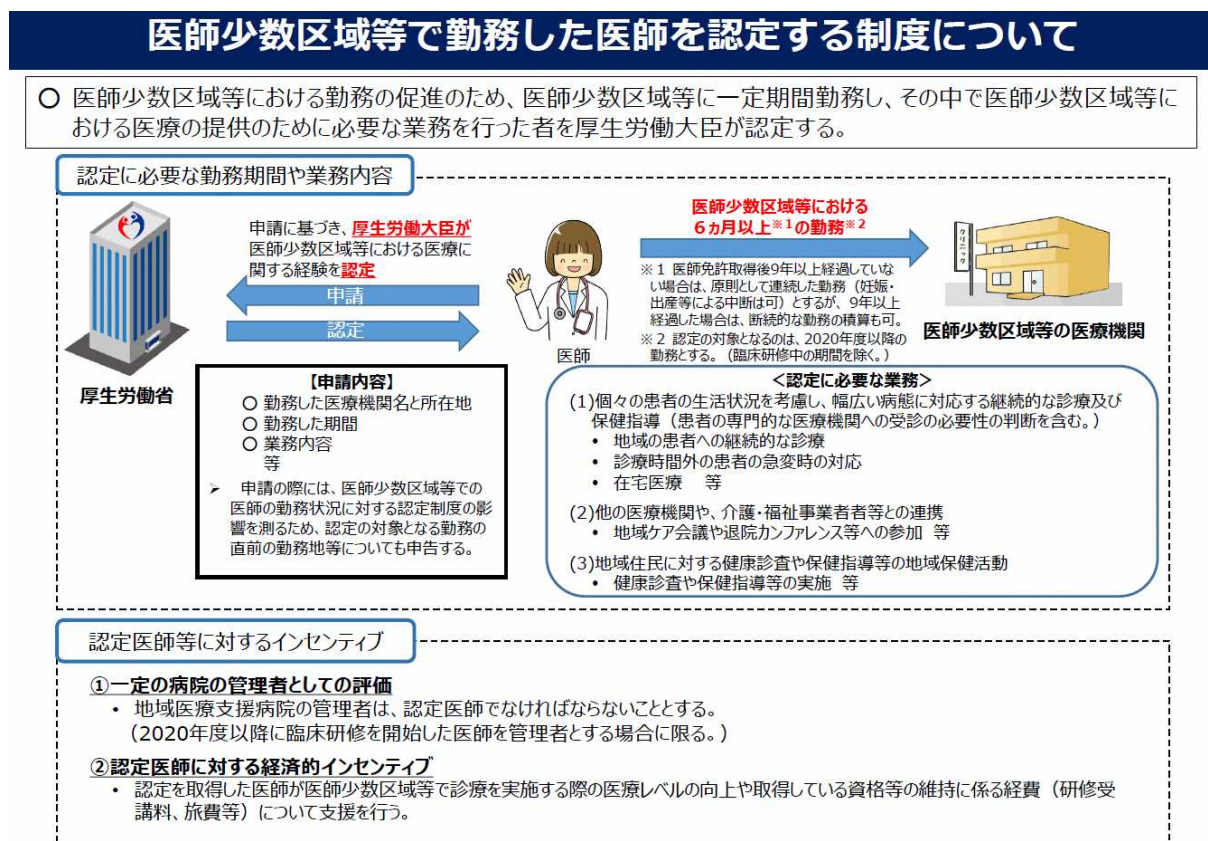 医師少数区域等で勤務した医師を認定する制度について
○ 医師少数区域等における勤務の促進のため、医師少数区域等に一定期間勤務し、その中で医師少数区域等に
おける医療の提供のために必要な業務を行った者を厚生労働大臣が認定する。
認定に必要な勤務期間や業務内容
申請に基づき、厚生労働大臣が
医師少数区域等における医療に
関する経験を認定
申請
認定
厚生労働省
医師
医師少数区域等における
6ヵ月以上※1の勤務※2
※1 医師免許取得後9年以上経過していな
い場合は、原則として連続した勤務（妊娠・
出産等による中断は可）とするが、9年以上
経過した場合は、断続的な勤務の積算も可。
※2 認定の対象となるのは、2020年度以降の
勤務とする。（臨床研修中の期間を除く。）
クリニック
医師少数区域等の医療機関
【申請内容】
○ 勤務した医療機関名と所在地
○ 勤務した期間
○ 業務内容
等
➢ 申請の際には、医師少数区域等での
医師の勤務状況に対する認定制度の影
響を測るため、認定の対象となる勤務の
直前の勤務地等についても申告する。
＜認定に必要な業務＞
(1)個々の患者の生活状況を考慮し、幅広い病態に対応する継続的な診療及び
保健指導（患者の専門的な医療機関への受診の必要性の判断を含む。）
• 地域の患者への継続的な診療
• 診療時間外の患者の急変時の対応
• 在宅医療 等
(2)他の医療機関や、介護・福祉事業者者等との連携
• 地域ケア会議や退院カンファレンス等への参加 等
(3)地域住民に対する健康診査や保健指導等の地域保健活動
• 健康診査や保健指導等の実施 等
認定医師等に対するインセンティブ
①一定の病院の管理者としての評価
• 地域医療支援病院の管理者は、認定医師でなければならないこととする。
（2020年度以降に臨床研修を開始した医師を管理者とする場合に限る。）
②認定医師に対する経済的インセンティブ
• 認定を取得した医師が医師少数区域等で診療を実施する際の医療レベルの向上や取得している資格等の維持に係る経費（研修受
講料、旅費等）について支援を行う。